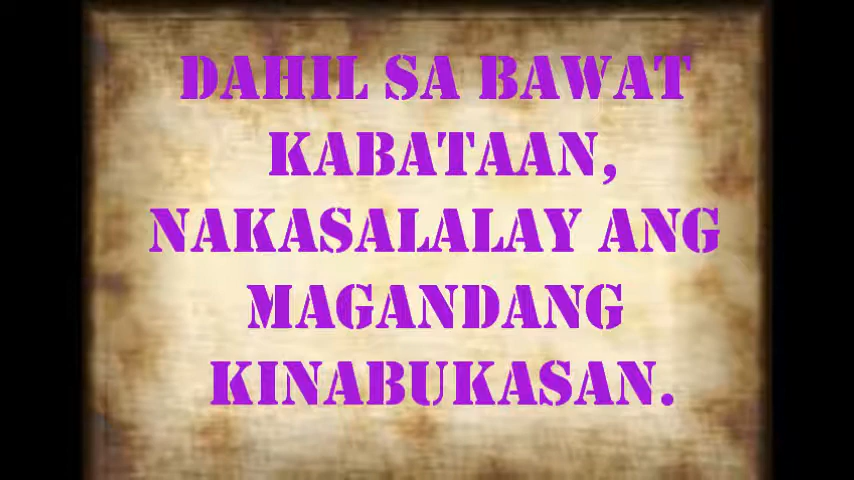 DAHIL SA BAWAT
KABATAAN,
NAKASALALAY ANG
MAGANDANG
KINABUKASAN.